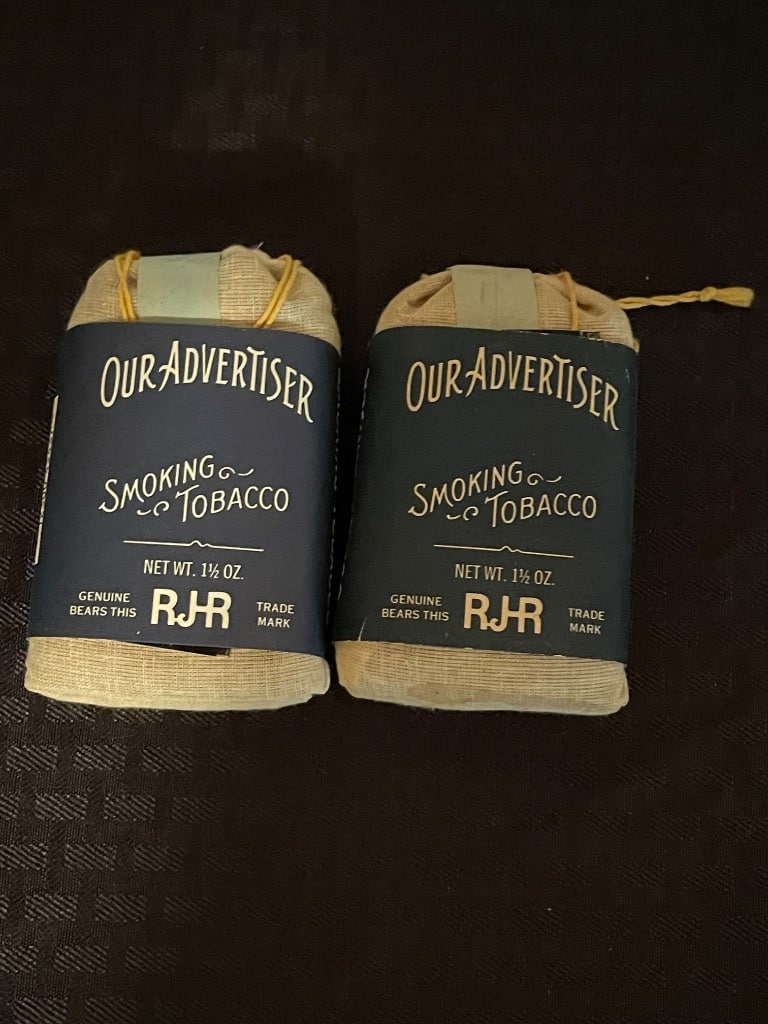 OUR ADVERTISER
SMOKING
TOBACCO
NET WT. 1½ OZ.
GENUINE
BEARS THIS
RJR
TRADE
MARK
OUR ADVERTISER
SMOKING
TOBACCO
NET WT. 1½ OZ.
GENUINE
BEARS THIS
RJR
TRADE
MARK